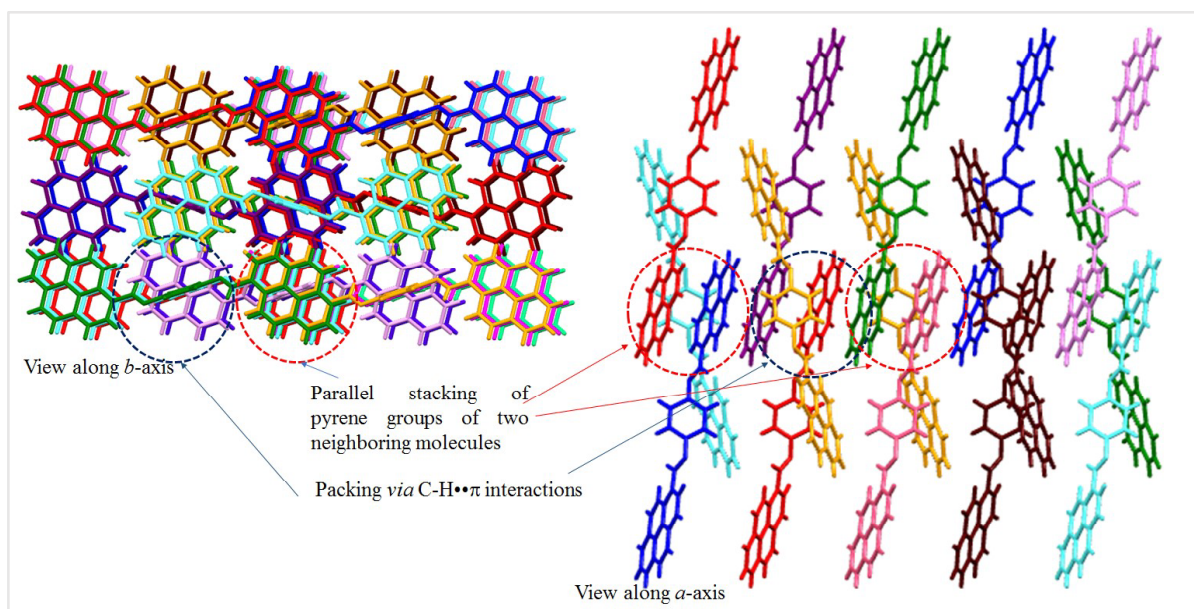 View along b-axis
Parallel stacking of
pyrene groups of two
neighboring molecules
Packing via C-H••π interactions
View along a-axis